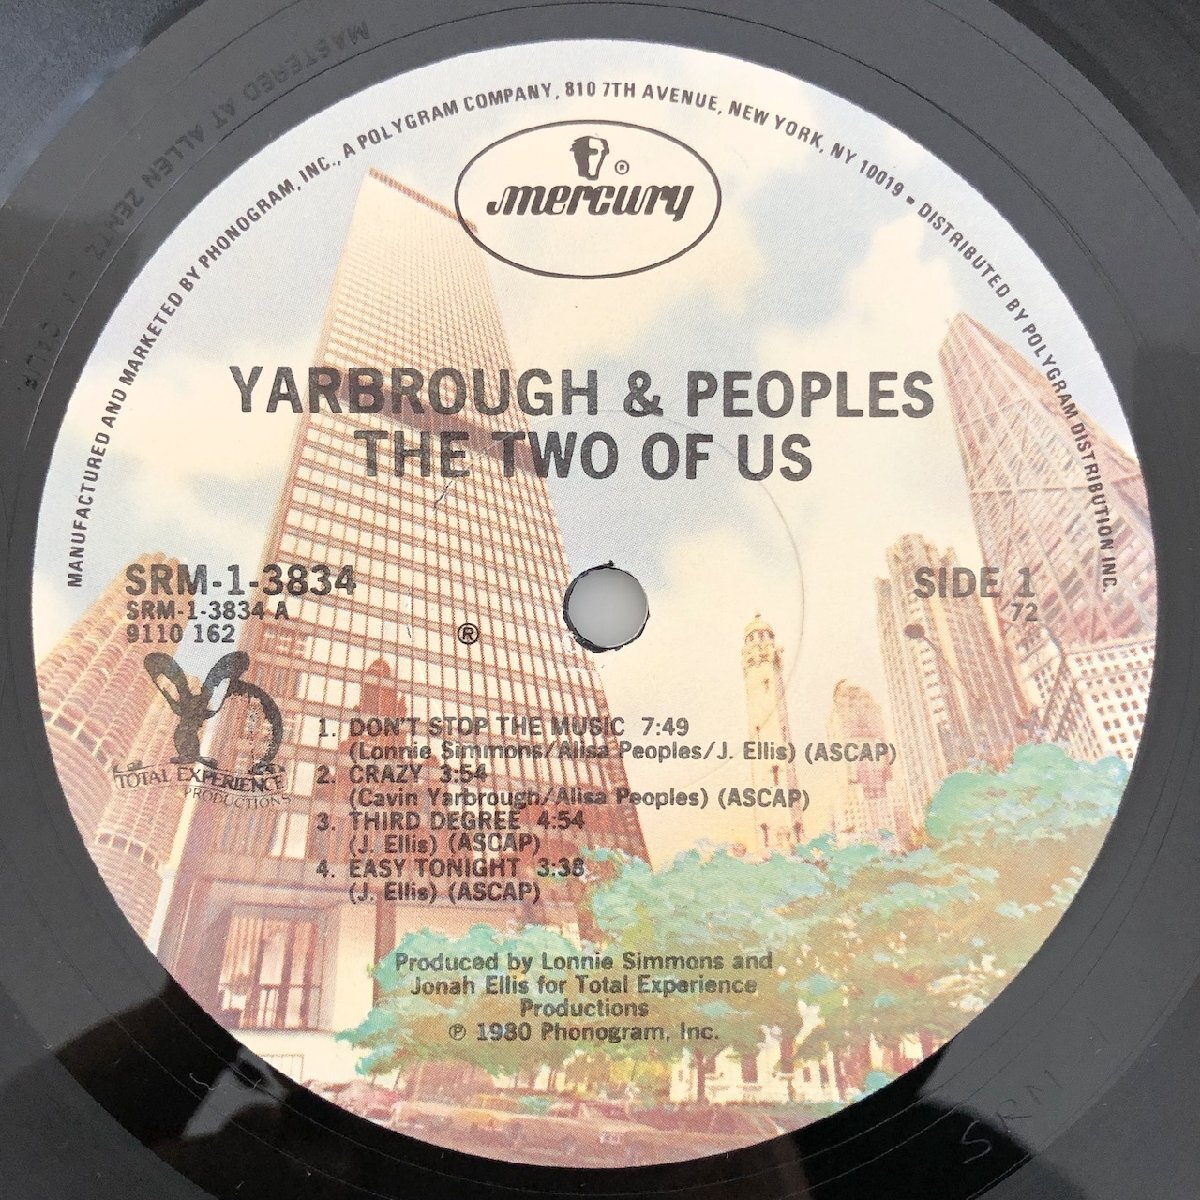 MASTERED AT ALLEN ZENTZ L.A. CALIF.
MANUFACTURED AND MARKETED BY PHONOGRAM, INC., A POLYGRAM COMPANY, 810 7TH AVENUE, NEW YORK, NY 10019 • DISTRIBUTED BY POLYGRAM DISTRIBUTION INC.
®
mercury
YARBROUGH & PEOPLES
THE TWO OF US
SRM-1-3834
SRM-1-3834 A
9110 162
SIDE 1
72
®
TOTAL EXPERIENCE
PRODUCTIONS
1. DON'T STOP THE MUSIC 7:49
(Lonnie Simmons/Alisa Peoples/J. Ellis) (ASCAP)
2. CRAZY 3:54
(Cavin Yarbrough/Alisa Peoples) (ASCAP)
3. THIRD DEGREE 4:54
(J. Ellis) (ASCAP)
4. EASY TONIGHT 3:38
(J. Ellis) (ASCAP)
Produced by Lonnie Simmons and
Jonah Ellis for Total Experience
Productions
℗ 1980 Phonogram, Inc.
SRM